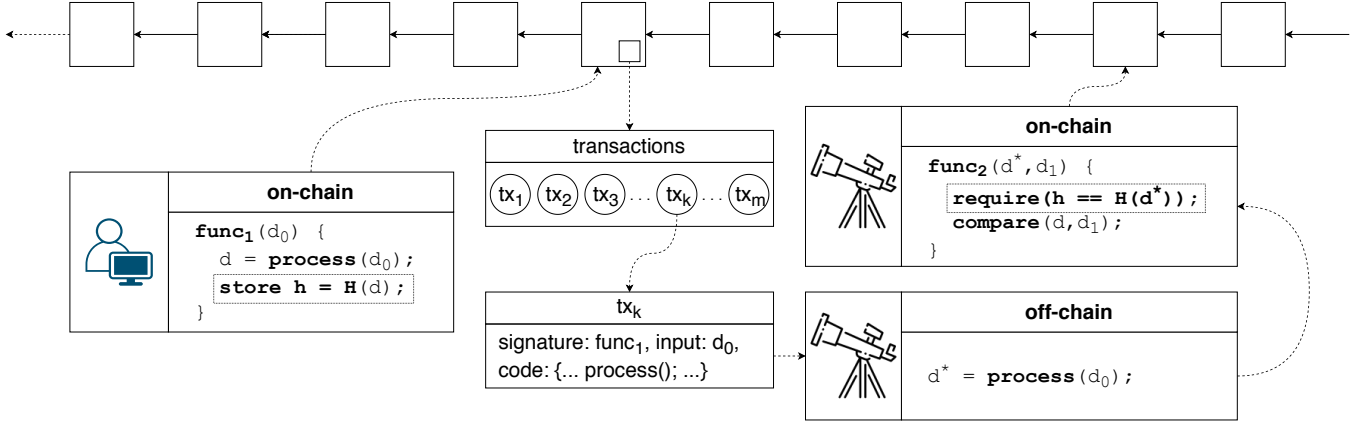 on-chain
func₁(d₀) {
d = process(d₀);
store h = H(d);
}
transactions
tx₁ tx₂ tx₃ ... txₖ ... txₘ
txₖ
signature: func₁, input: d₀,
code: {... process(); ...}
on-chain
func₂(d*,d₁) {
require(h == H(d*));
compare(d,d₁);
}
off-chain
d* = process(d₀);